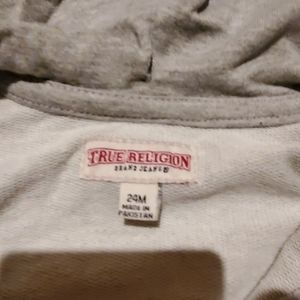 TRUE RELIGION
BRAND JEANS
24M
MADE IN
PAKISTAN